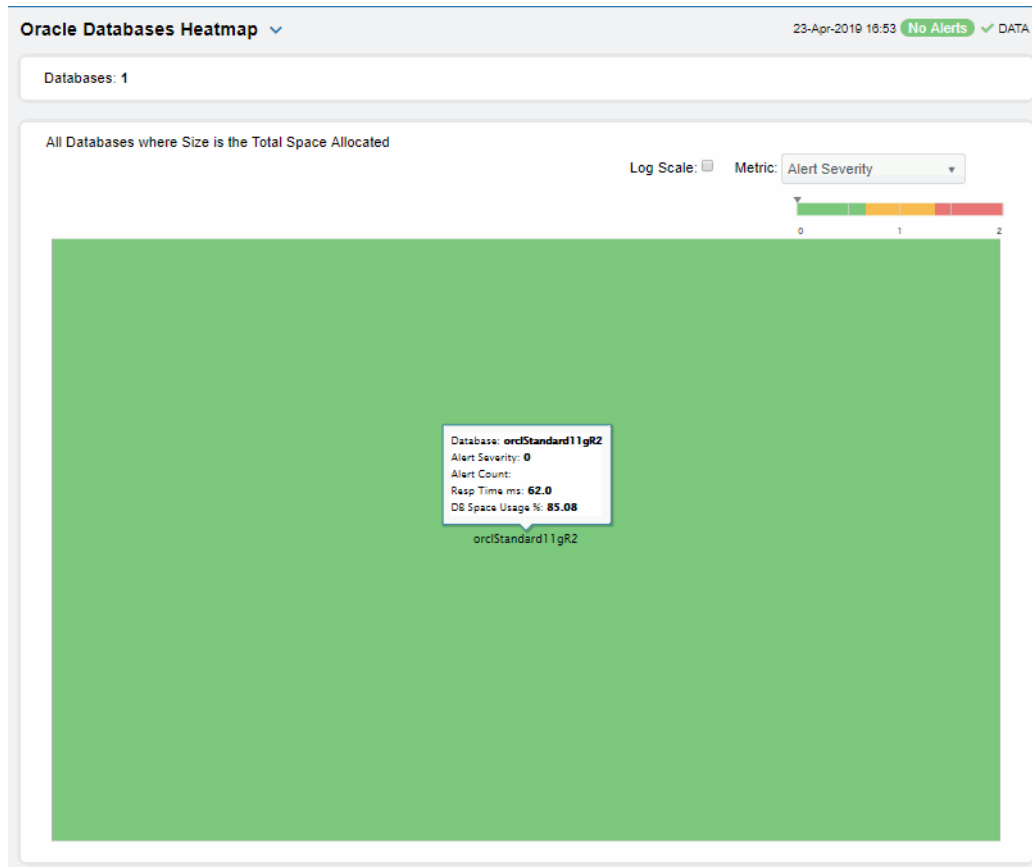 Oracle Databases Heatmap
23-Apr-2019 16:53 No Alerts DATA
Databases: 1
All Databases where Size is the Total Space Allocated
Log Scale: Metric: Alert Severity
0 1 2
Database: orclStandard11gR2
Alert Severity: 0
Alert Count:
Resp Time ms: 62.0
DB Space Usage %: 85.08
orclStandard11gR2